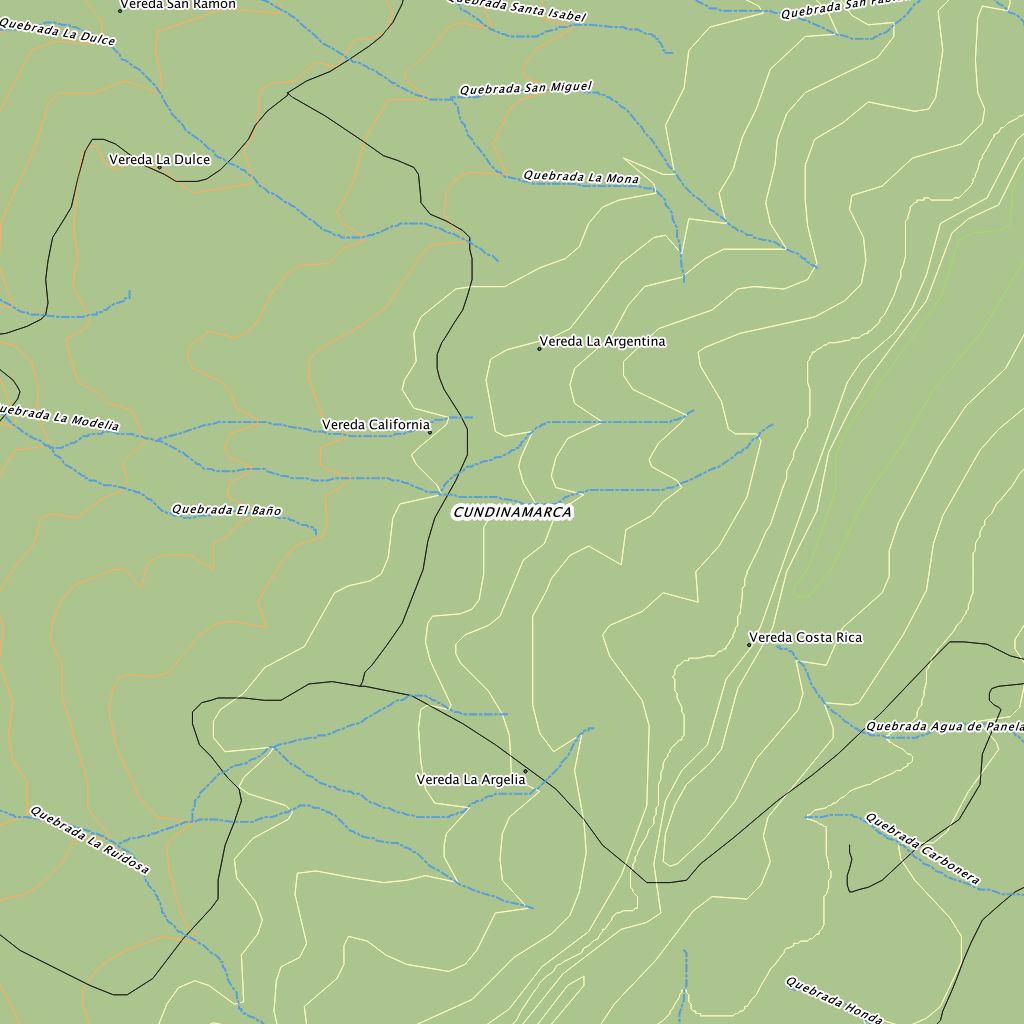 Vereda San Ramon
Quebrada Santa Isabel
Quebrada San
Quebrada La Dulce
Quebrada San Miguel
Vereda La Dulce
Quebrada La Mona
Vereda La Argentina
Quebrada La Modelia
Vereda California
Quebrada El Baño
CUNDINAMARCA
Vereda Costa Rica
Quebrada Agua de Panela
Vereda La Argelia
Quebrada La Ruidosa
Quebrada Carbonera
Quebrada Honda